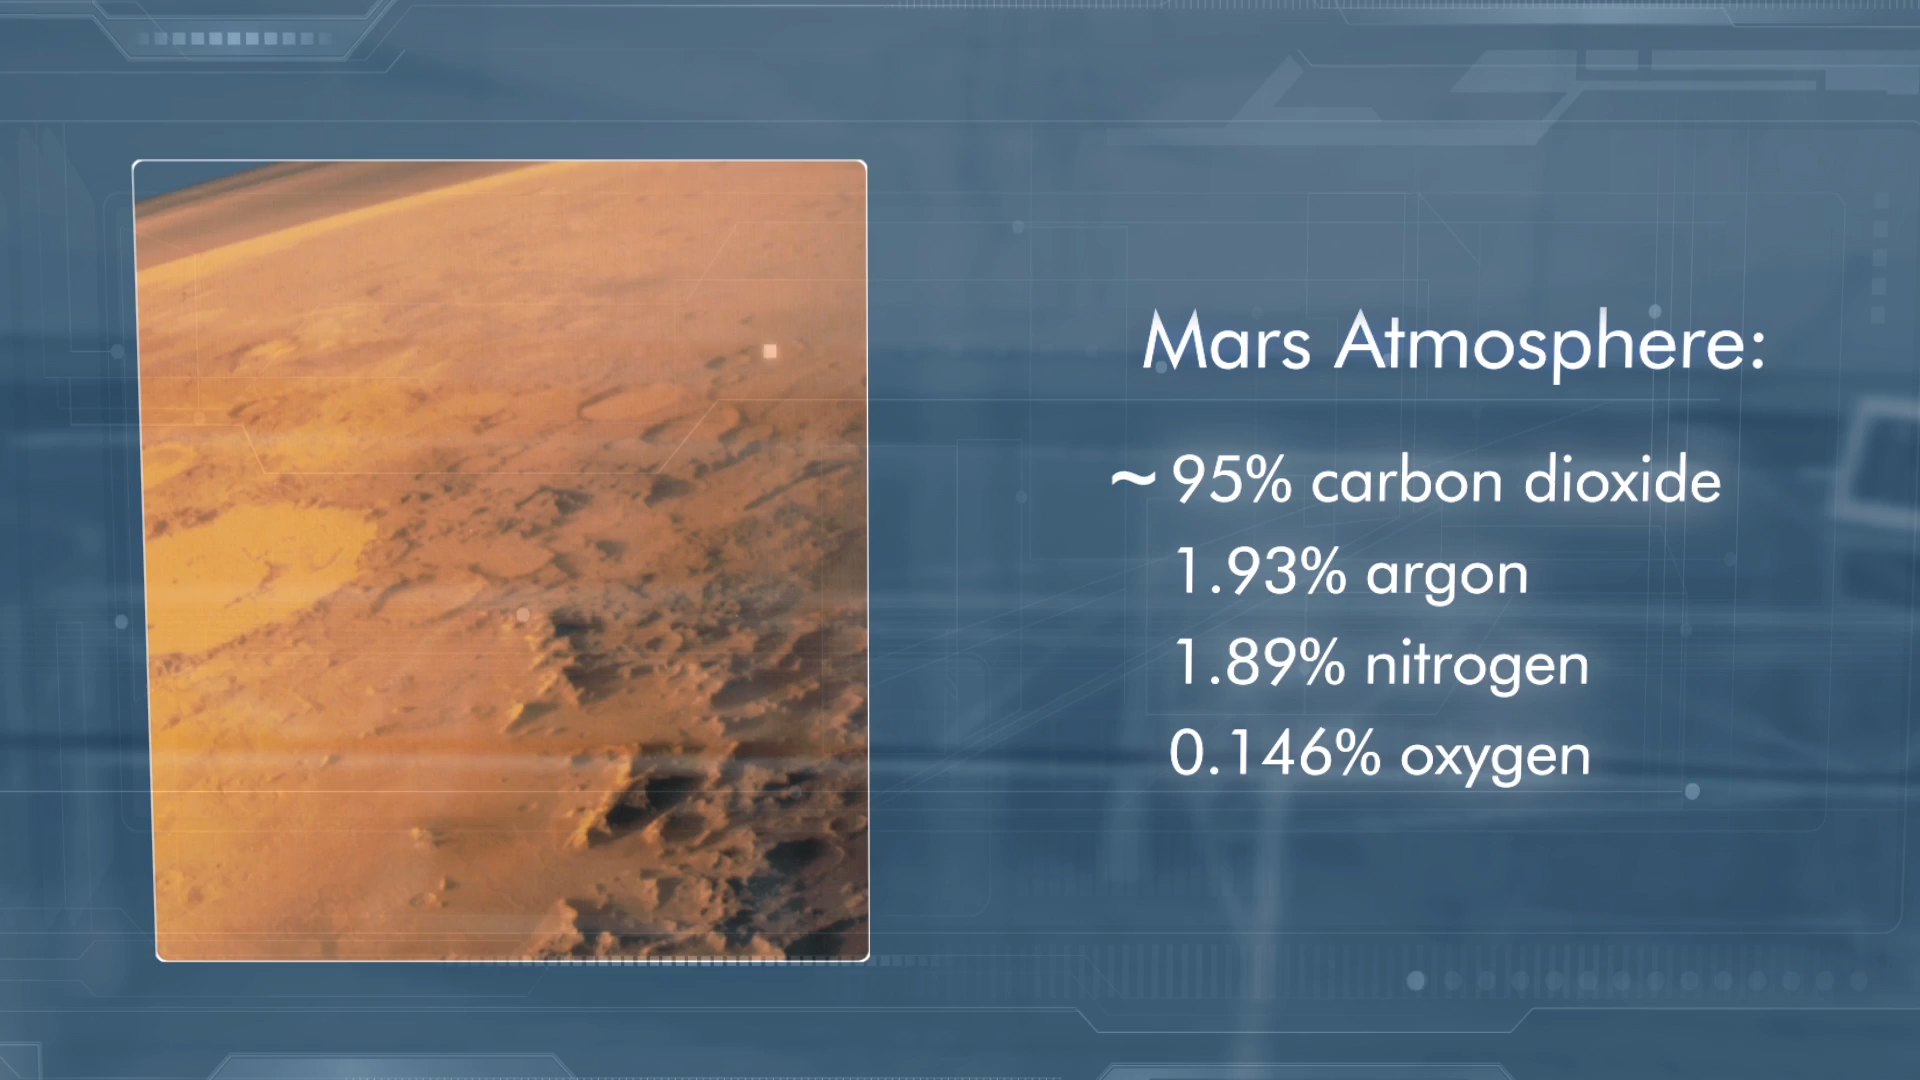 Mars Atmosphere:
~ 95% carbon dioxide
1.93% argon
1.89% nitrogen
0.146% oxygen